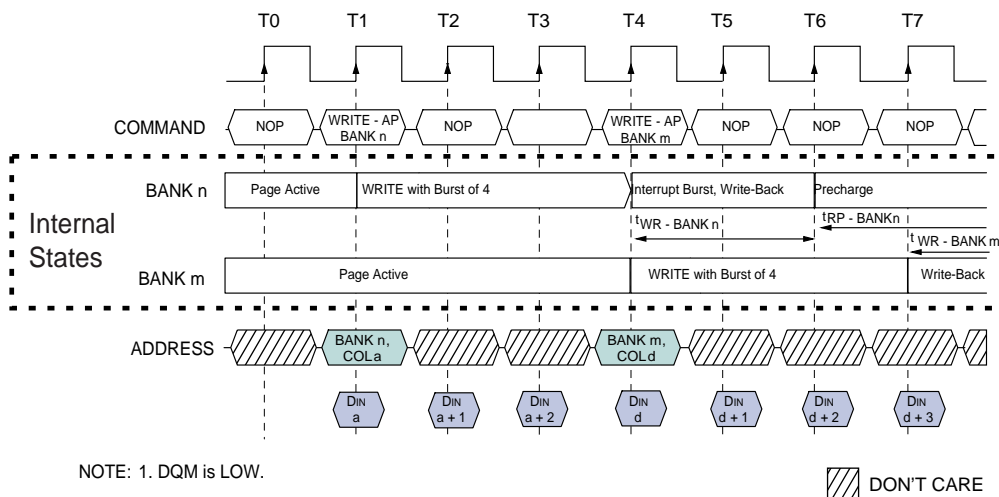 T0 T1 T2 T3 T4 T5 T6 T7
COMMAND NOP WRITE - AP BANK n NOP WRITE - AP BANK m NOP NOP NOP
Internal States
BANK n Page Active WRITE with Burst of 4 Interrupt Burst, Write-Back Precharge
tWR - BANK n tRP - BANK n
t WR - BANK m
BANK m Page Active WRITE with Burst of 4 Write-Back
ADDRESS BANK n, COL a BANK m, COL d
DIN a DIN a + 1 DIN a + 2 DIN d DIN d + 1 DIN d + 2 DIN d + 3
NOTE: 1. DQM is LOW.
DON'T CARE